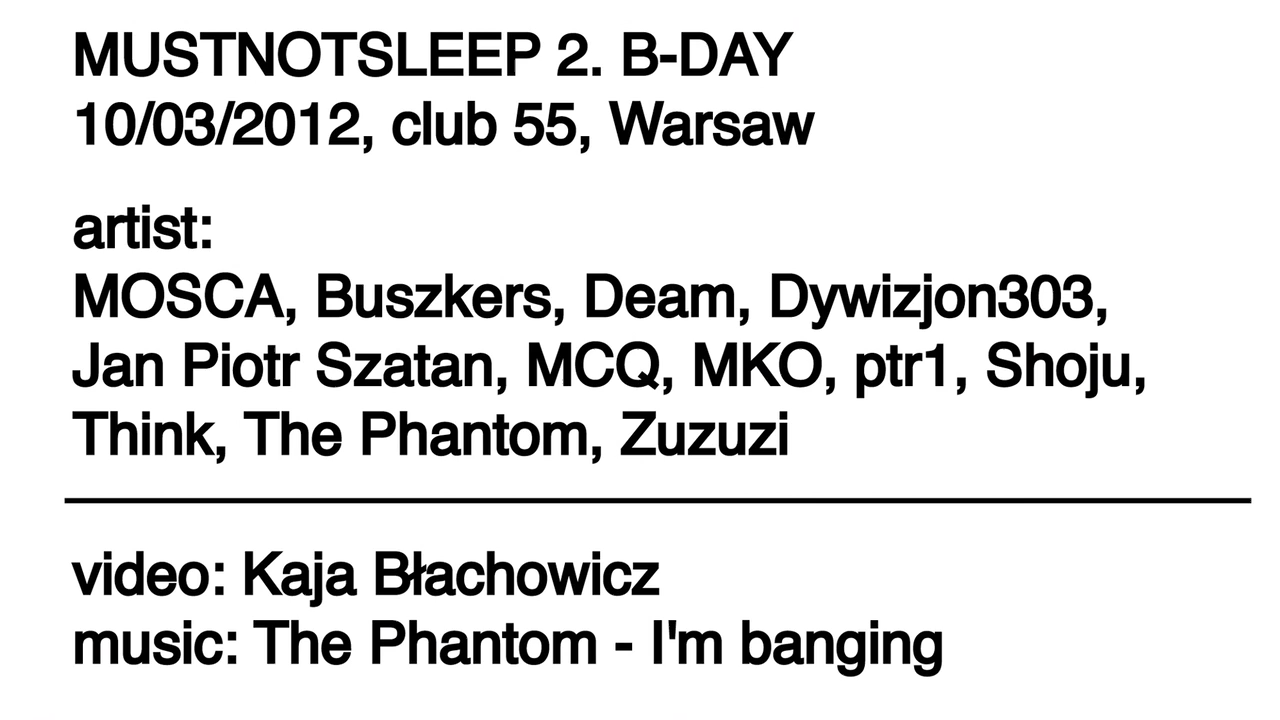 MUSTNOTSLEEP 2. B-DAY
10/03/2012, club 55, Warsaw
artist:
MOSCA, Buszkers, Deam, Dywizjon303,
Jan Piotr Szatan, MCQ, MKO, ptr1, Shoju,
Think, The Phantom, Zuzuzi
video: Kaja Błachowicz
music: The Phantom - I'm banging